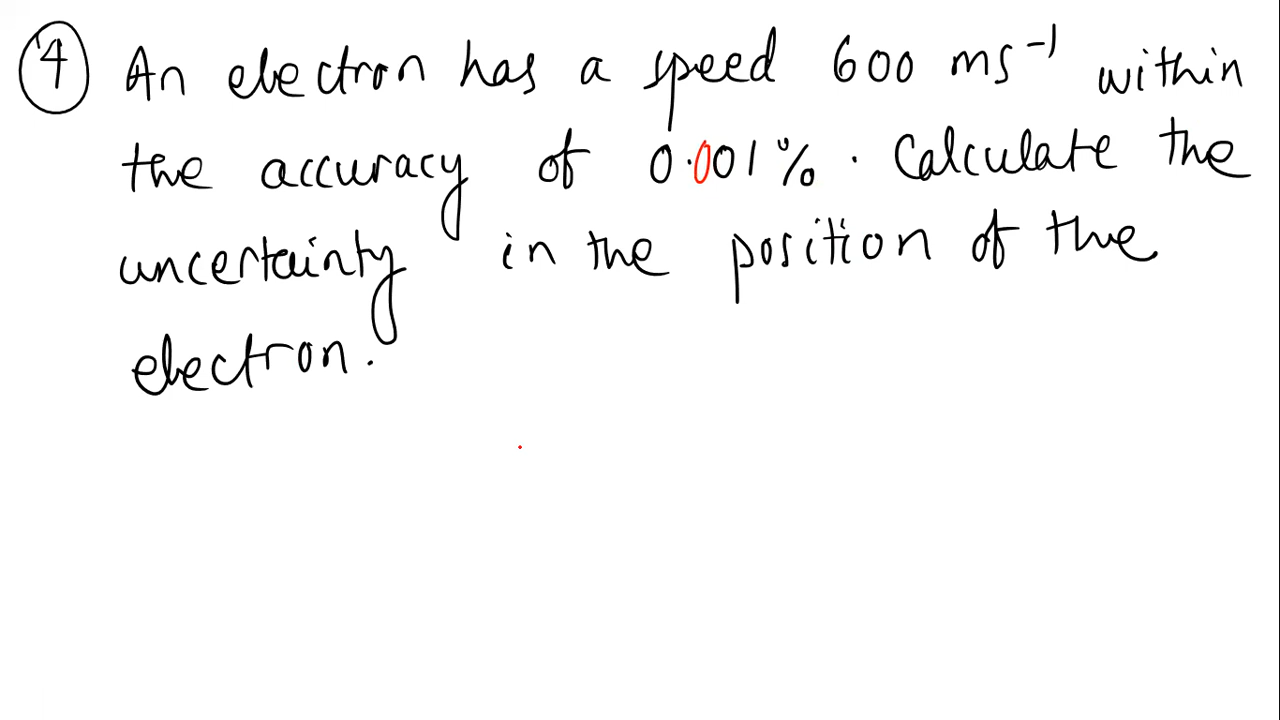 4 An electron has a speed 600 ms⁻¹ within
the accuracy of 0.001% . Calculate the
uncertainty in the position of the
electron.